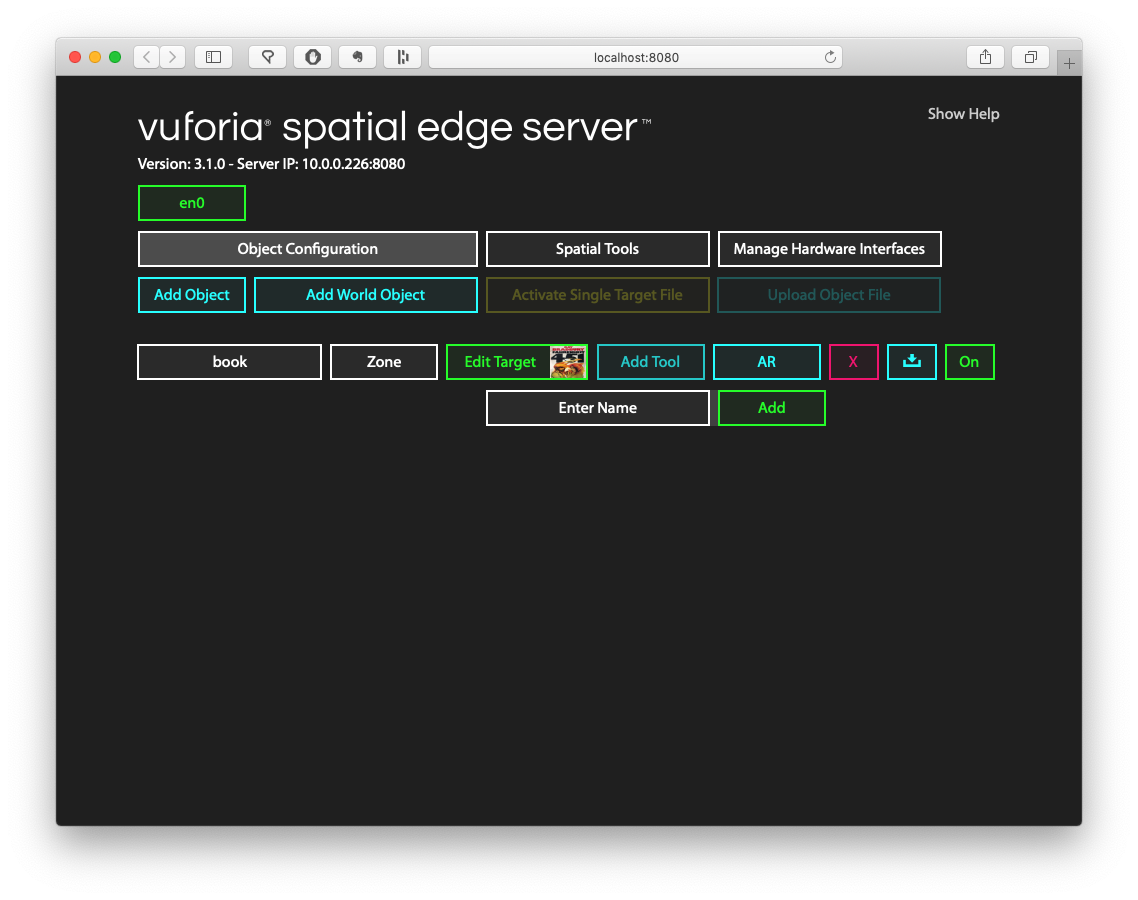 localhost:8080
vuforia® spatial edge server™
Show Help
Version: 3.1.0 - Server IP: 10.0.0.226:8080
en0
Object Configuration Spatial Tools Manage Hardware Interfaces
Add Object Add World Object Activate Single Target File Upload Object File
book Zone Edit Target Add Tool AR X On
Enter Name Add